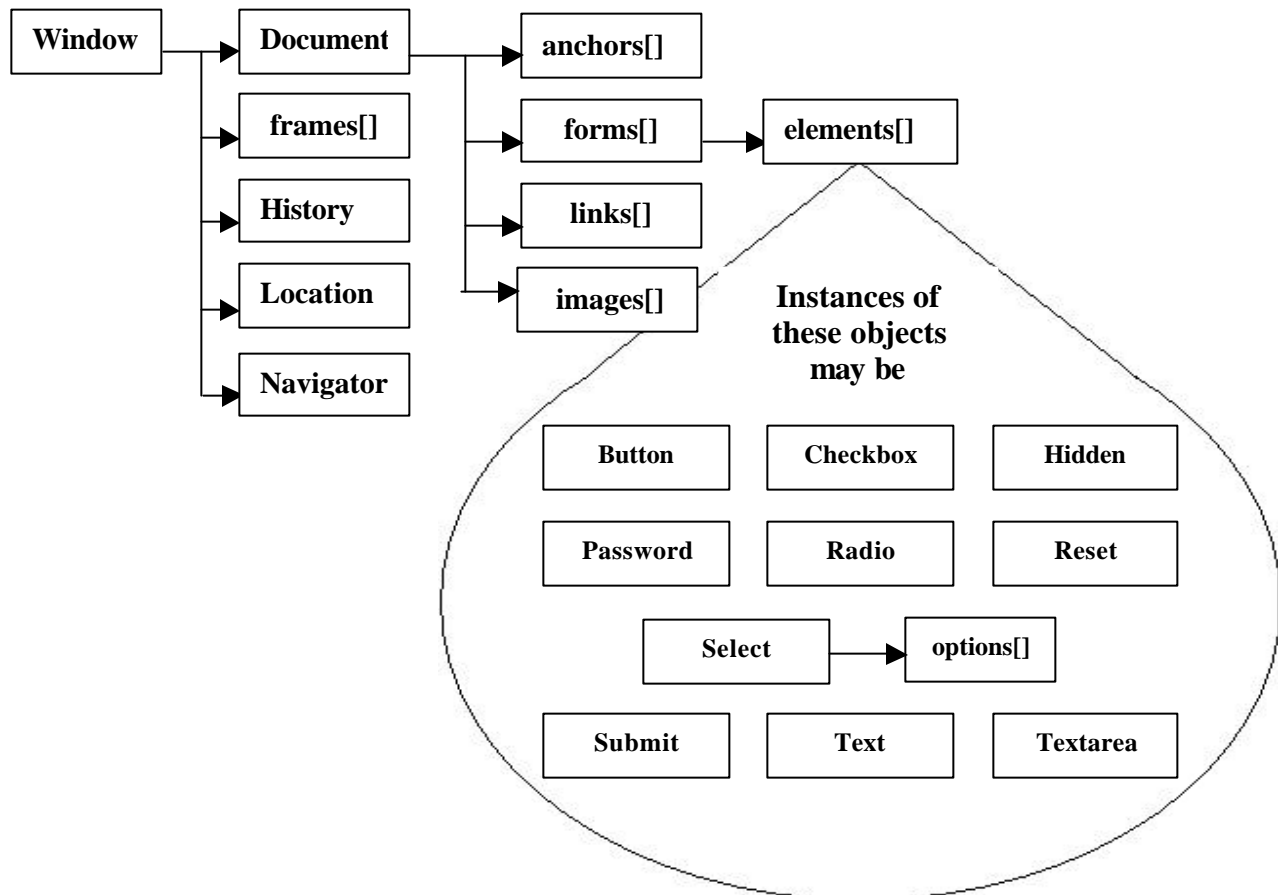 Window
Document
anchors[]
frames[]
forms[]
elements[]
History
links[]
Location
images[]
Navigator
Instances of
these objects
may be
Button
Checkbox
Hidden
Password
Radio
Reset
Select
options[]
Submit
Text
Textarea